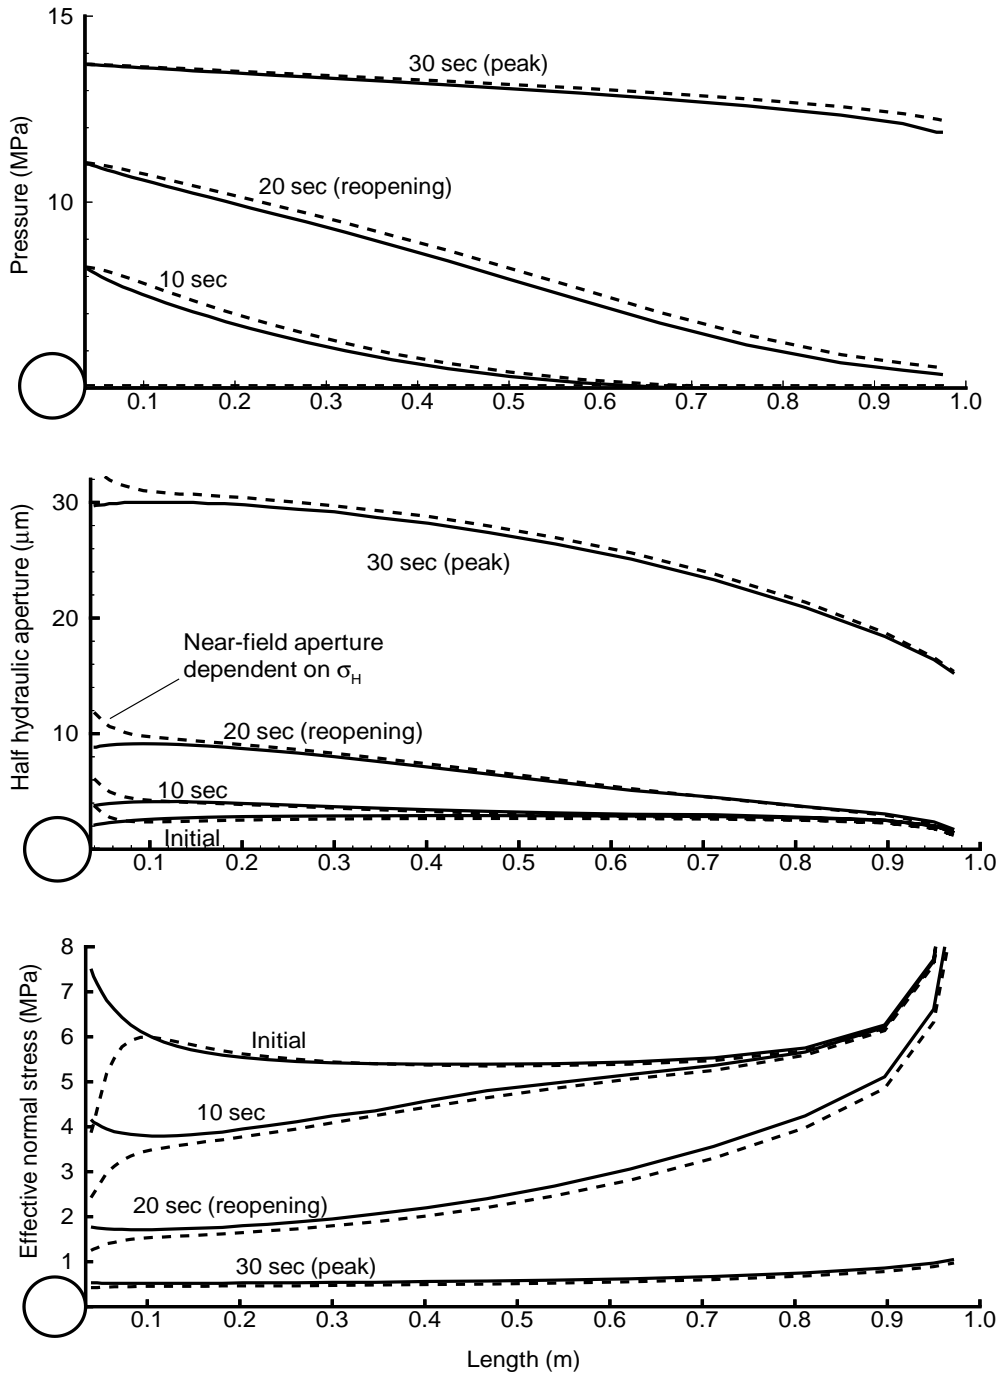 15
30 sec (peak)
Pressure (MPa)
20 sec (reopening)
10
10 sec
0.1 0.2 0.3 0.4 0.5 0.6 0.7 0.8 0.9 1.0
30
30 sec (peak)
Half hydraulic aperture (μm)
20
Near-field aperture
dependent on σH
10
20 sec (reopening)
10 sec
Initial
0.1 0.2 0.3 0.4 0.5 0.6 0.7 0.8 0.9 1.0
8
7
6
Initial
5
Effective normal stress (MPa)
10 sec
4
3
2
20 sec (reopening)
1
30 sec (peak)
0.1 0.2 0.3 0.4 0.5 0.6 0.7 0.8 0.9 1.0
Length (m)